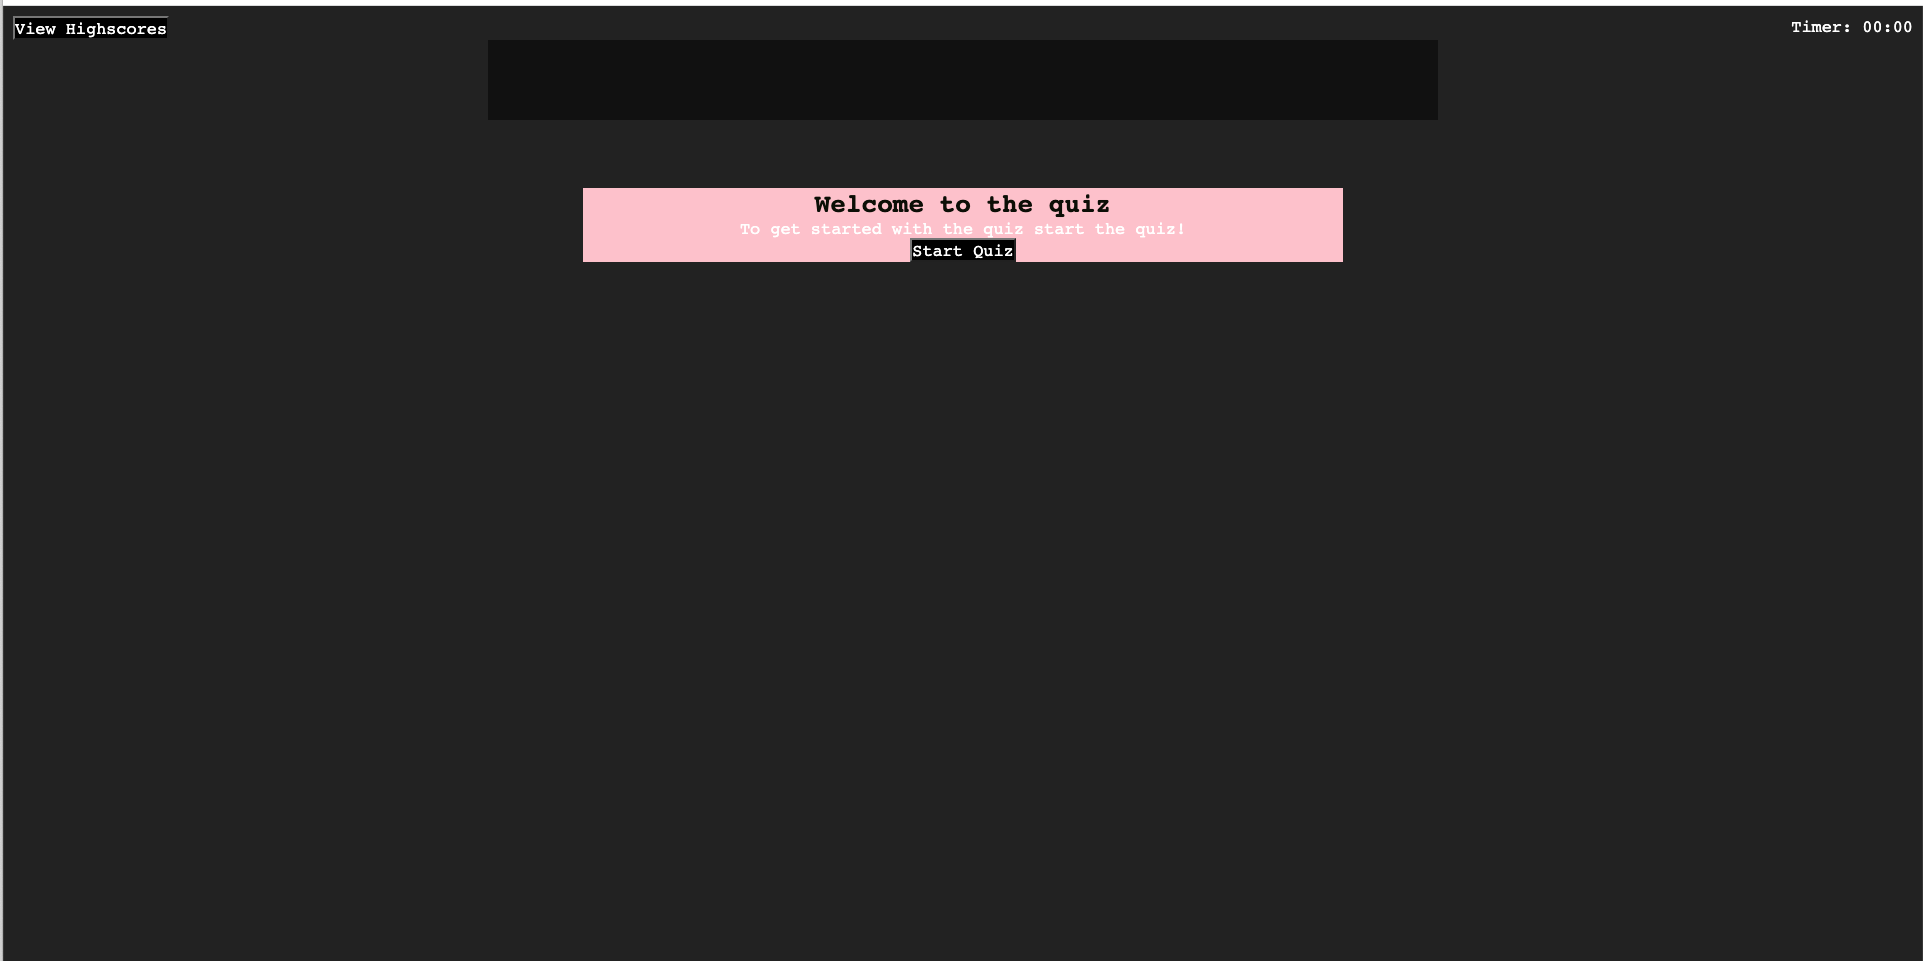 View Highscores
Timer: 00:00
Welcome to the quiz
To get started with the quiz start the quiz!
Start Quiz